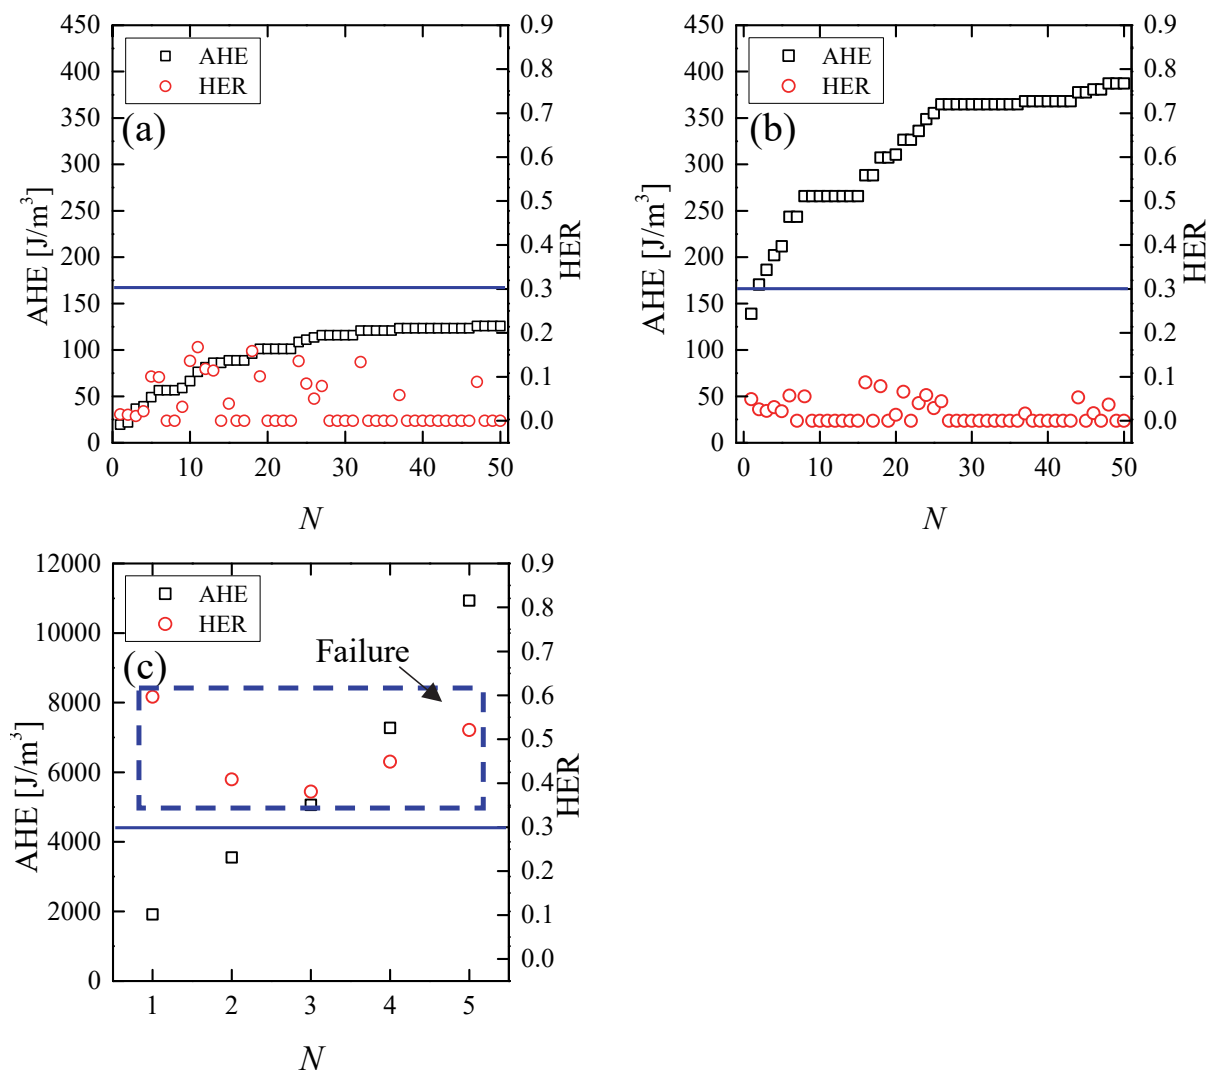 AHE
HER
(a)
AHE [J/m³]
450
400
350
300
250
200
150
100
50
0
0.9
0.8
0.7
0.6
0.5
0.4
0.3
0.2
0.1
0.0
HER
0 10 20 30 40 50
N
AHE
HER
(b)
AHE [J/m³]
450
400
350
300
250
200
150
100
50
0
0.9
0.8
0.7
0.6
0.5
0.4
0.3
0.2
0.1
0.0
HER
0 10 20 30 40 50
N
AHE
HER
(c)
Failure
AHE [J/m³]
12000
10000
8000
6000
4000
2000
0
0.9
0.8
0.7
0.6
0.5
0.4
0.3
0.2
0.1
0.0
HER
1 2 3 4 5
N